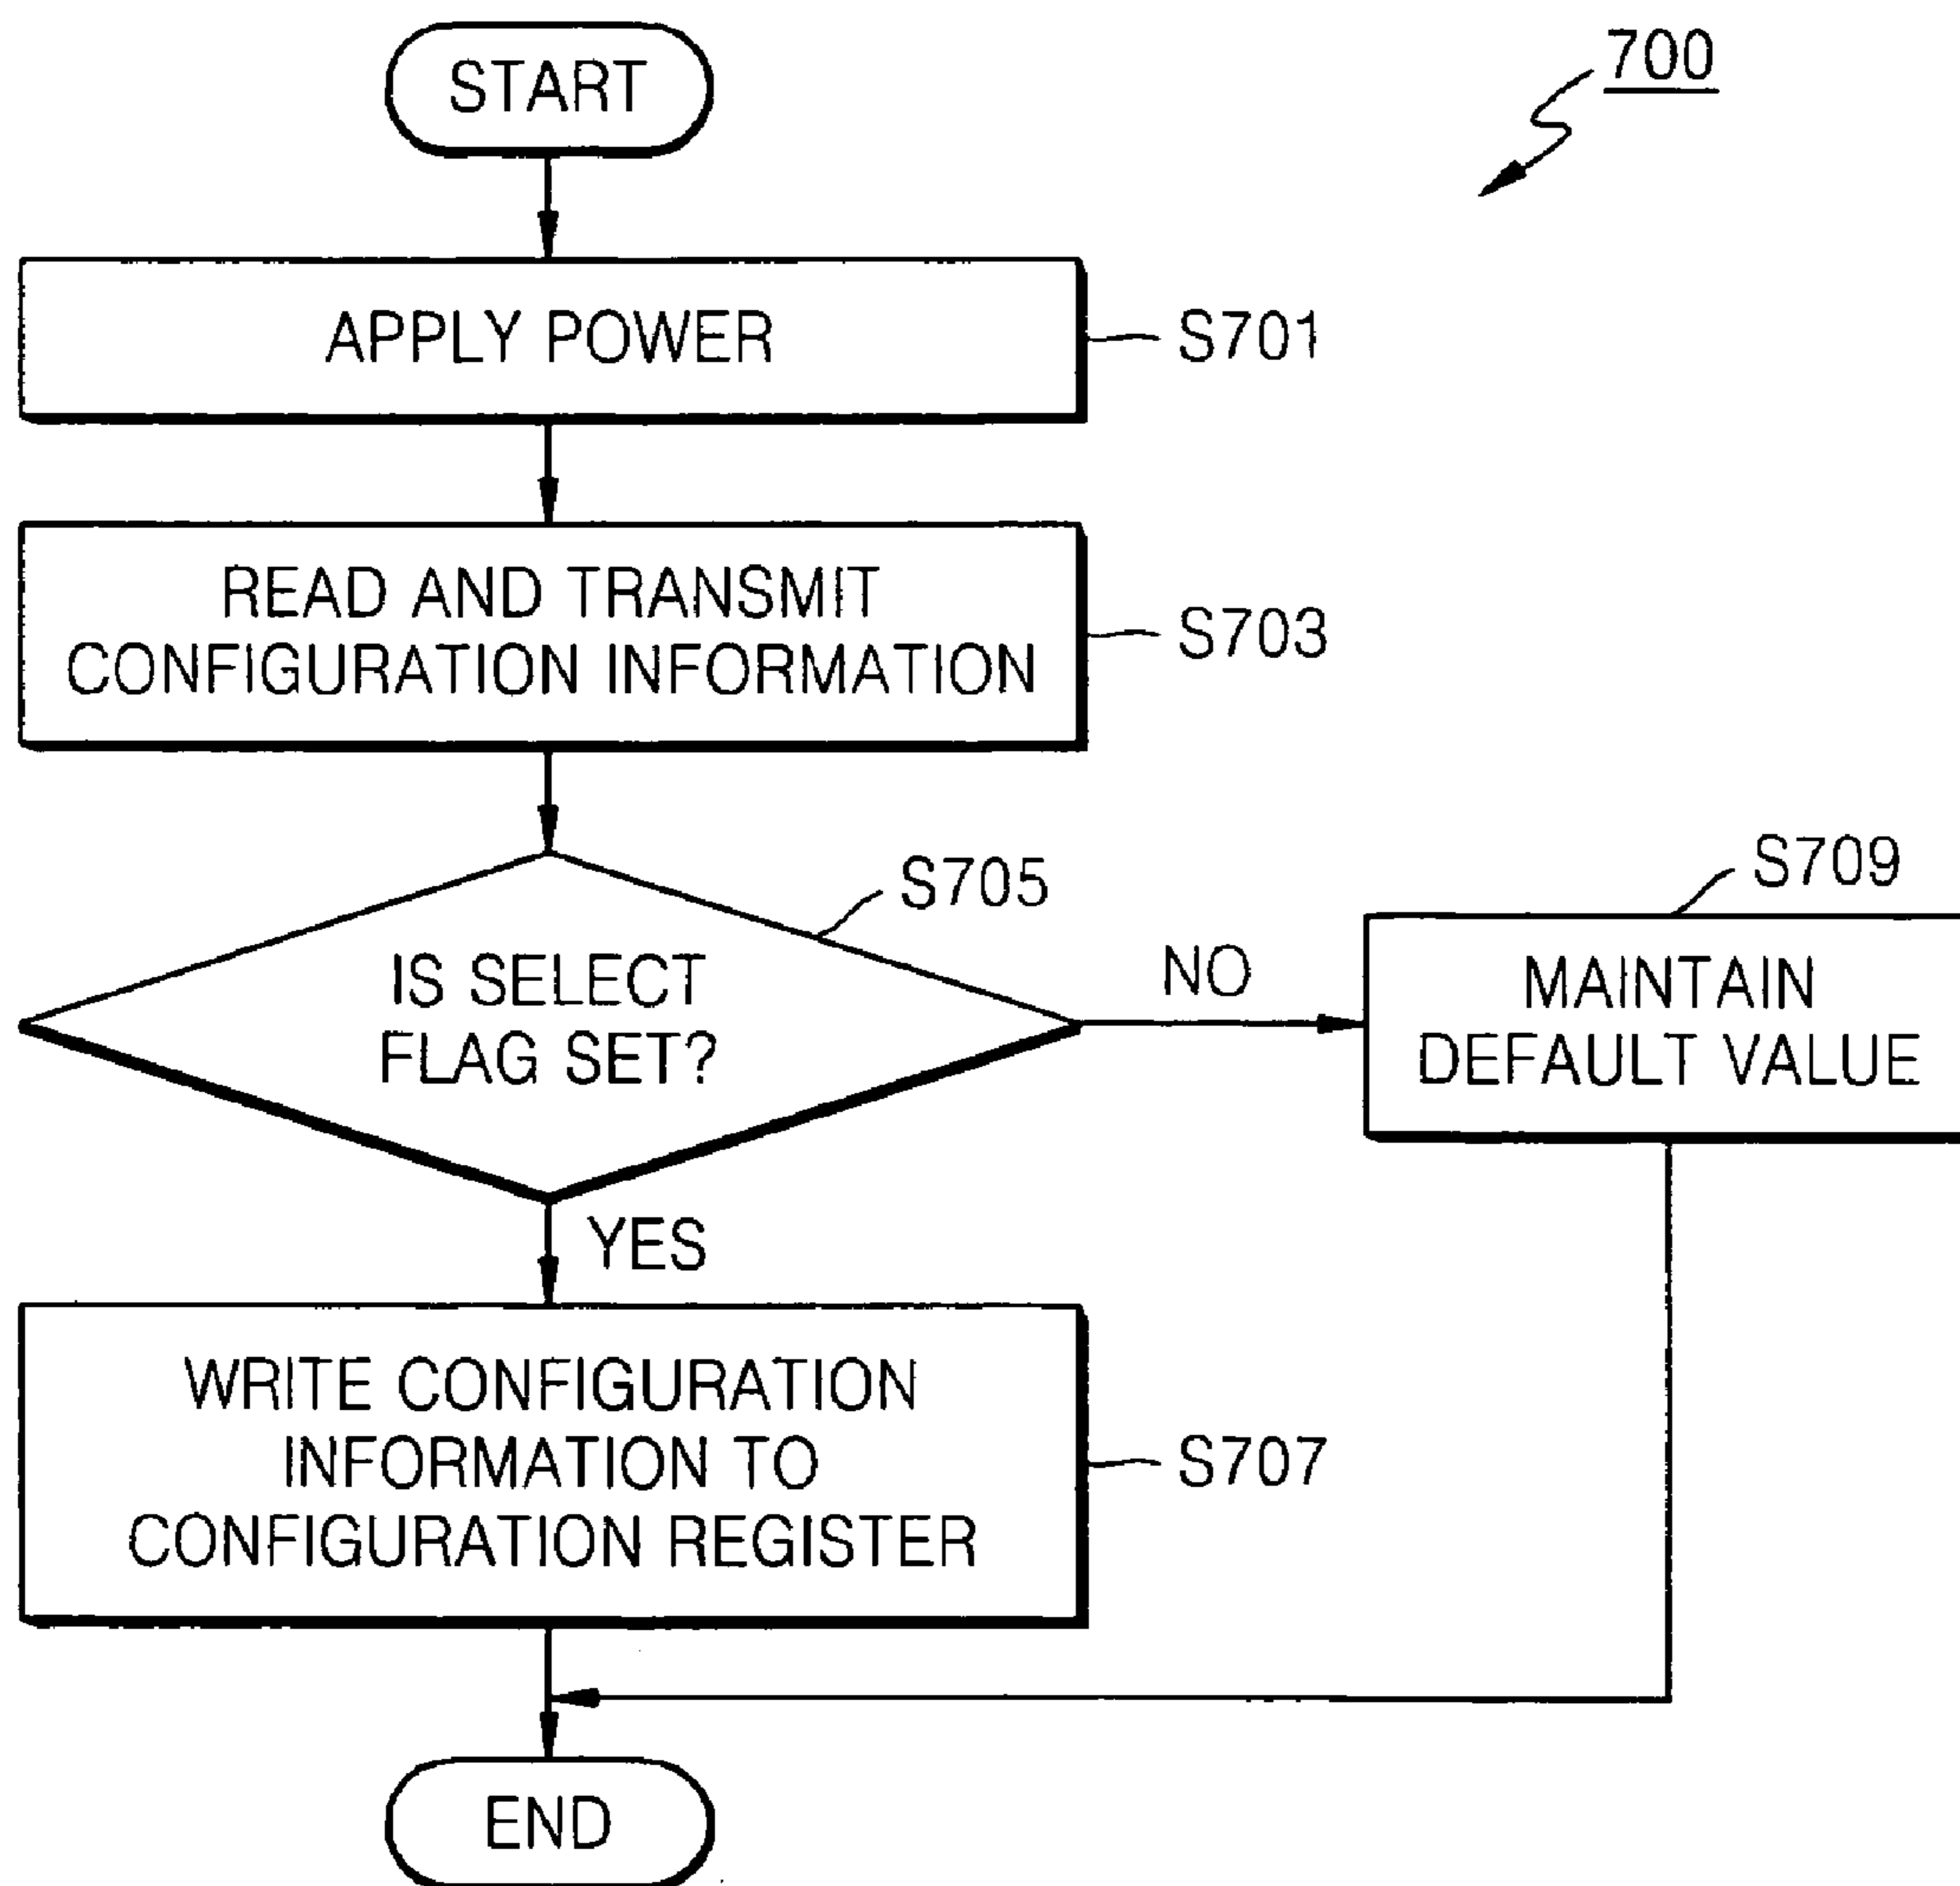 START
700
APPLY POWER
S701
READ AND TRANSMIT
CONFIGURATION INFORMATION
S703
S705
IS SELECT
FLAG SET?
NO
S709
MAINTAIN
DEFAULT VALUE
YES
WRITE CONFIGURATION
INFORMATION TO
CONFIGURATION REGISTER
S707
END